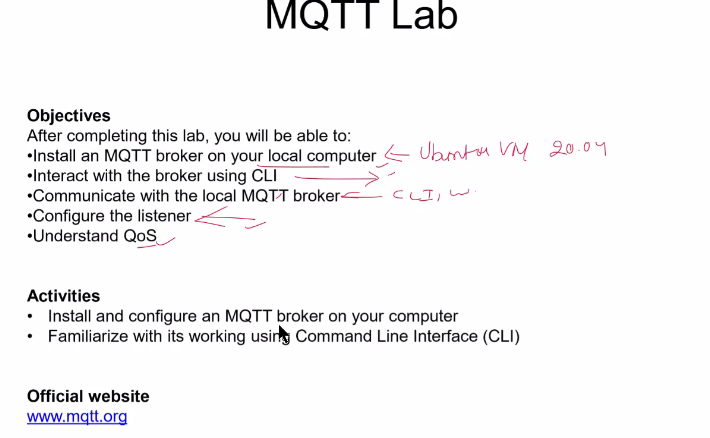 MQTT Lab
Objectives
After completing this lab, you will be able to:
•Install an MQTT broker on your local computer Ubuntu VM 20.04
•Interact with the broker using CLI
•Communicate with the local MQTT broker CLI, w.
•Configure the listener
•Understand QoS
Activities
• Install and configure an MQTT broker on your computer
• Familiarize with its working using Command Line Interface (CLI)
Official website
www.mqtt.org